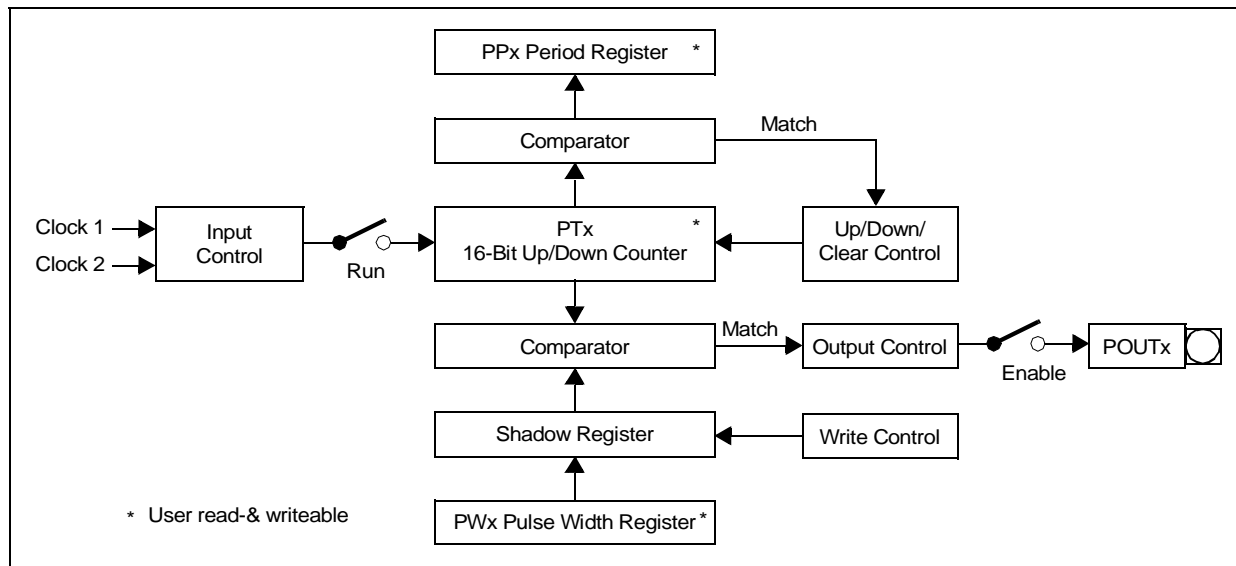 PPx Period Register *
Comparator
Match
Clock 1
Clock 2
Input
Control
Run
PTx *
16-Bit Up/Down Counter
Up/Down/
Clear Control
Comparator
Match
Output Control
Enable
POUTx
Shadow Register
Write Control
* User read-& writeable
PWx Pulse Width Register *